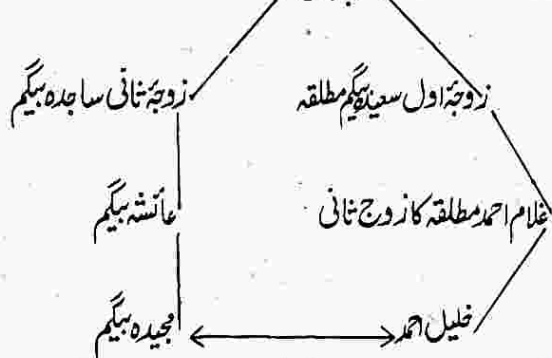 زوجۂ اول سعیدہ بیگم مطلقہ
زوجۂ ثانی ساجدہ بیگم
غلام احمد مطلقہ کا زوج ثانی
عائشہ بیگم
خلیل احمد
مجیدہ بیگم